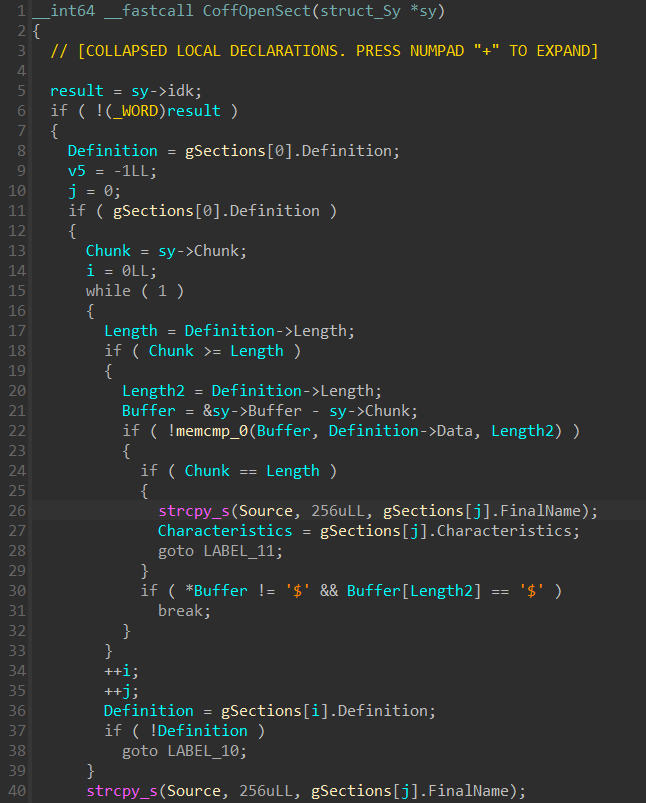 1 __int64 __fastcall CoffOpenSect(struct_Sy *sy)
2 {
3 // [COLLAPSED LOCAL DECLARATIONS. PRESS NUMPAD "+" TO EXPAND]
4
5 result = sy->idk;
6 if ( !(_WORD)result )
7 {
8 Definition = gSections[0].Definition;
9 v5 = -1LL;
10 j = 0;
11 if ( gSections[0].Definition )
12 {
13 Chunk = sy->Chunk;
14 i = 0LL;
15 while ( 1 )
16 {
17 Length = Definition->Length;
18 if ( Chunk >= Length )
19 {
20 Length2 = Definition->Length;
21 Buffer = &sy->Buffer - sy->Chunk;
22 if ( !memcmp_0(Buffer, Definition->Data, Length2) )
23 {
24 if ( Chunk == Length )
25 {
26 strcpy_s(Source, 256uLL, gSections[j].FinalName);
27 Characteristics = gSections[j].Characteristics;
28 goto LABEL_11;
29 }
30 if ( *Buffer != '$' && Buffer[Length2] == '$' )
31 break;
32 }
33 }
34 ++i;
35 ++j;
36 Definition = gSections[i].Definition;
37 if ( !Definition )
38 goto LABEL_10;
39 }
40 strcpy_s(Source, 256uLL, gSections[j].FinalName);